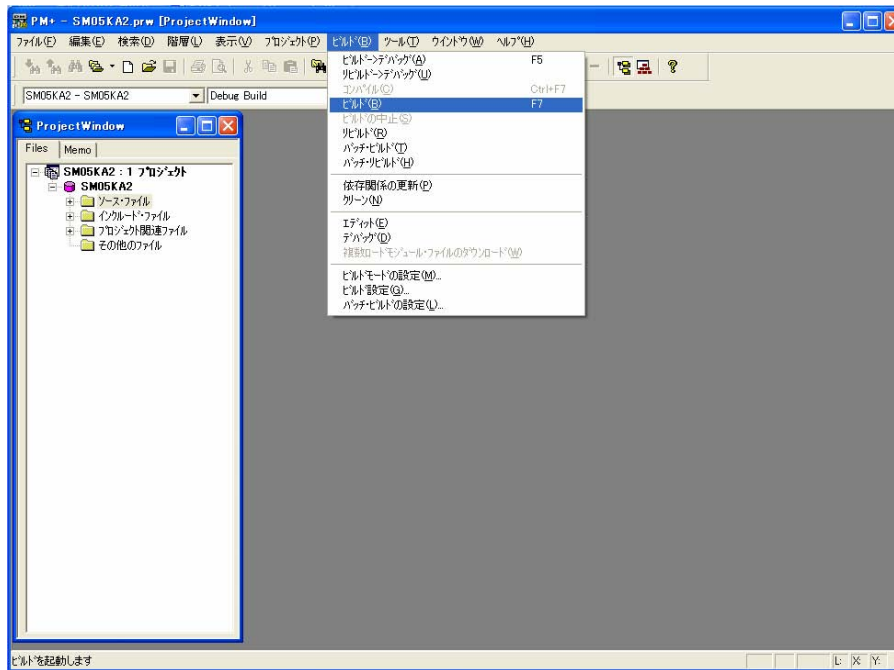 PM+ - SM05KA2.prw [ProjectWindow]
ファイル(F) 編集(E) 検索(D) 階層(L) 表示(V) プロジェクト(P) ビルド(B) ツール(T) ウインドウ(W) ヘルプ(H)
SM05KA2 - SM05KA2
Debug Build
ビルド->デバッグ(A) F5
リビルド->デバッグ(U)
コンパイル(C) Ctrl+F7
ビルド(B) F7
ビルドの中止(S)
リビルド(R)
バッチ・ビルド(T)
バッチ・リビルド(H)
依存関係の更新(P)
クリーン(N)
エディット(E)
デバッグ(D)
複数ロードモジュール・ファイルのダウンロード(W)
ビルドモードの設定(M)...
ビルド設定(G)...
バッチ・ビルドの設定(L)...
ProjectWindow
Files Memo
SM05KA2 : 1 プロジェクト
SM05KA2
ソース・ファイル
インクルード・ファイル
プロジェクト関連ファイル
その他のファイル
ビルドを起動します
L: X: Y: